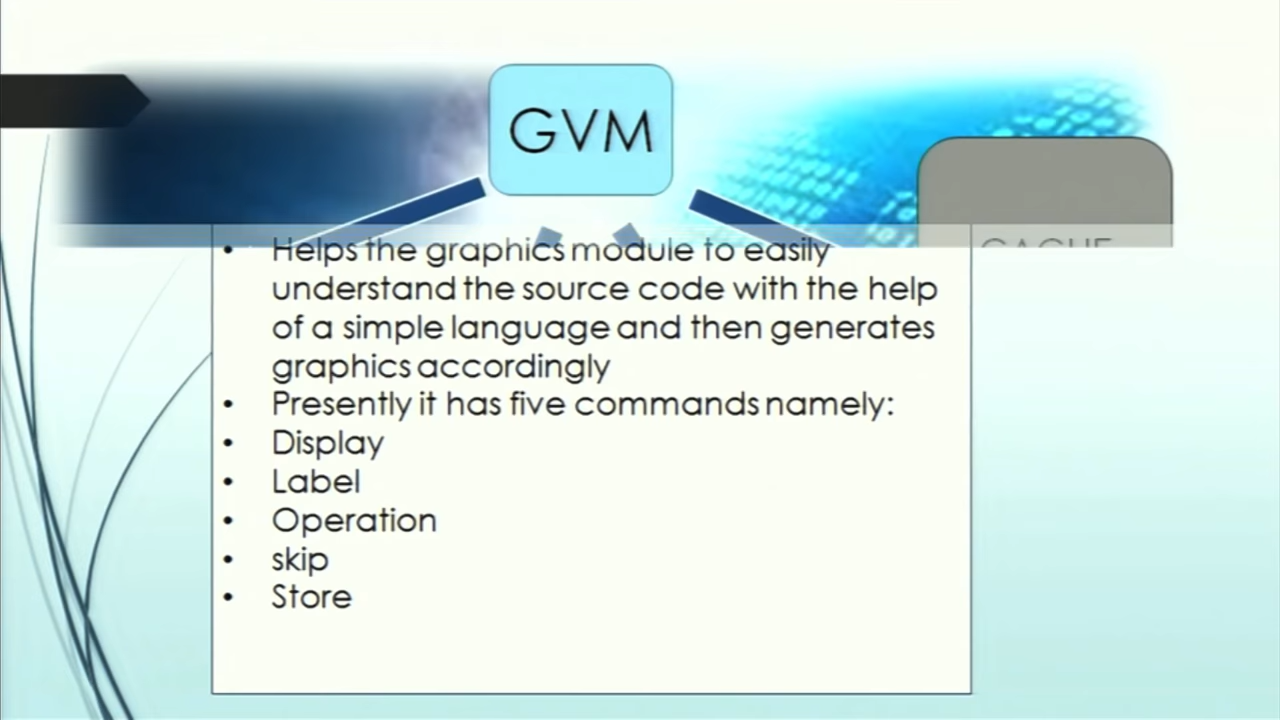 GVM
CACHE
• Helps the graphics module to easily
understand the source code with the help
of a simple language and then generates
graphics accordingly
• Presently it has five commands namely:
• Display
• Label
• Operation
• skip
• Store